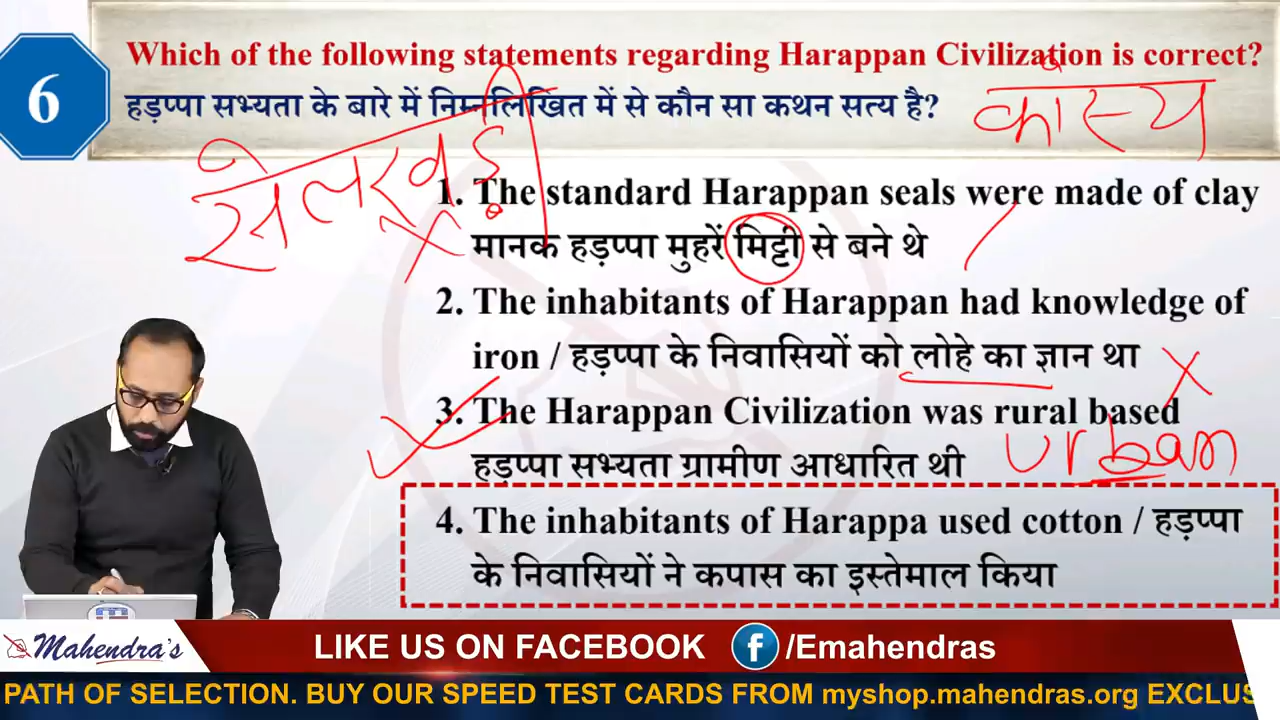 Which of the following statements regarding Harappan Civilization is correct?
6
हड़प्पा सभ्यता के बारे में निम्नलिखित में से कौन सा कथन सत्य है?
कांस्य
सेलखड़ी
1. The standard Harappan seals were made of clay
मानक हड़प्पा मुहरें मिट्टी से बने थे
2. The inhabitants of Harappan had knowledge of
iron / हड़प्पा के निवासियों को लोहे का ज्ञान था
3. The Harappan Civilization was rural based
हड़प्पा सभ्यता ग्रामीण आधारित थी
urban
4. The inhabitants of Harappa used cotton / हड़प्पा
के निवासियों ने कपास का इस्तेमाल किया
Mahendra's
LIKE US ON FACEBOOK f /Emahendras
PATH OF SELECTION. BUY OUR SPEED TEST CARDS FROM myshop.mahendras.org EXCLUS